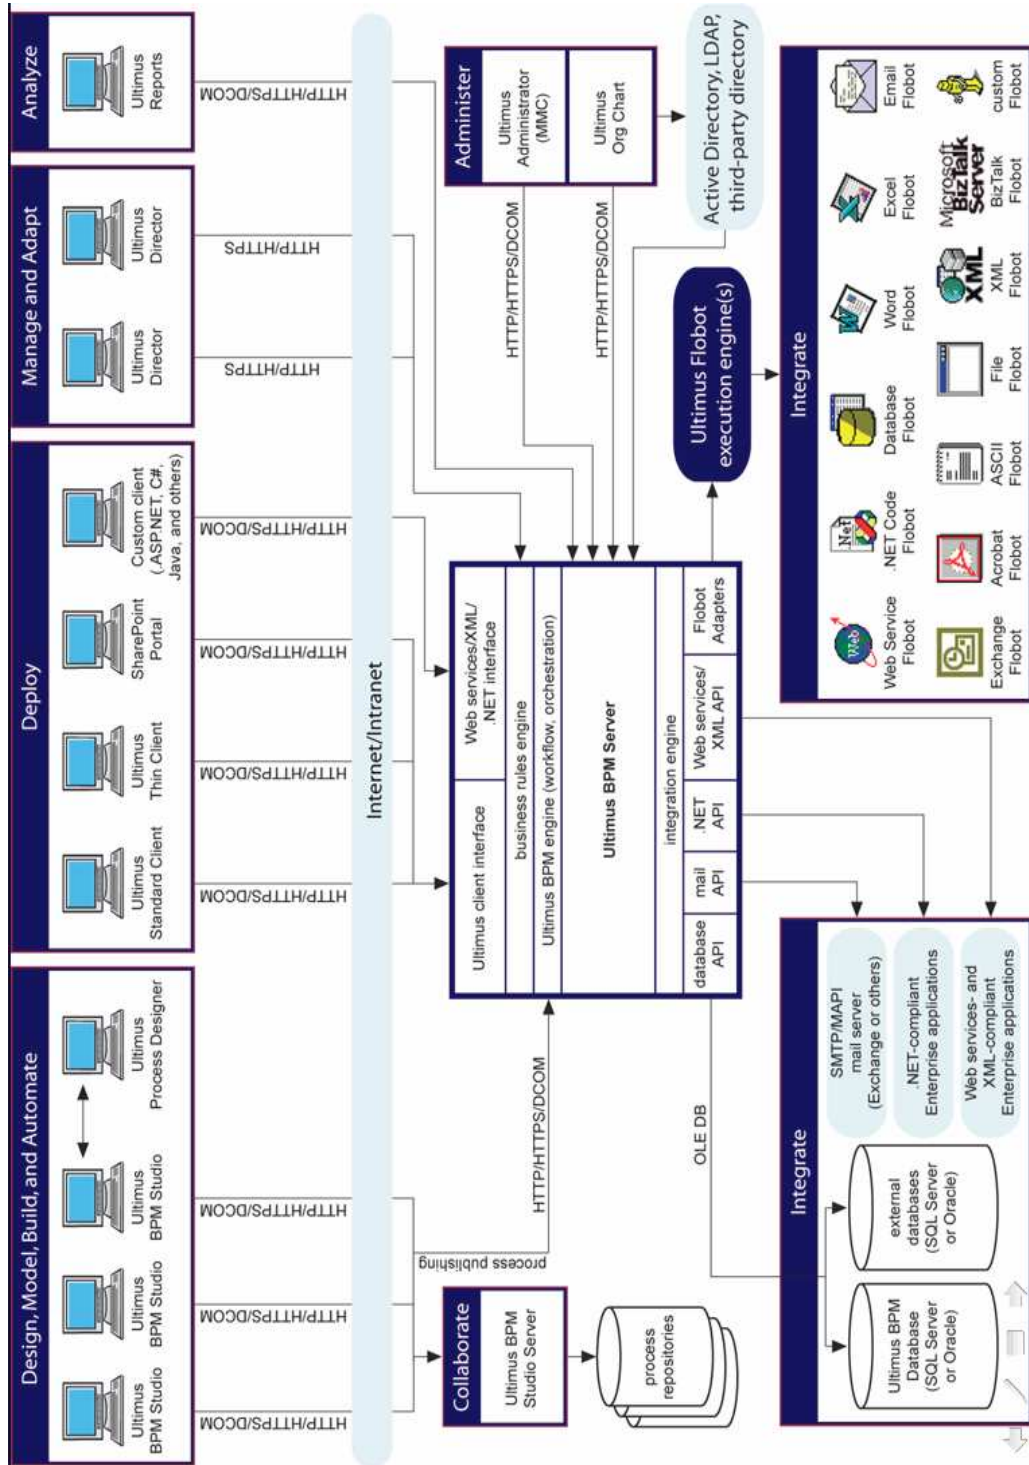 Design, Model, Build, and Automate
Ultimus
BPM Studio
Ultimus
BPM Studio
Ultimus
BPM Studio
Ultimus
Process Designer
HTTP/HTTPS/DCOM
HTTP/HTTPS/DCOM
HTTP/HTTPS/DCOM
Deploy
Ultimus
Standard Client
Ultimus
Thin Client
SharePoint
Portal
Custom client
(.ASP.NET, C#,
Java, and others)
HTTP/HTTPS/DCOM
HTTP/HTTPS/DCOM
HTTP/HTTPS/DCOM
HTTP/HTTPS/DCOM
Manage and Adapt
Ultimus
Director
Ultimus
Director
HTTP/HTTPS
HTTP/HTTPS
Analyze
Ultimus
Reports
HTTP/HTTPS/DCOM
Internet/Intranet
process publishing
HTTP/HTTPS/DCOM
Collaborate
Ultimus BPM
Studio Server
process
repositories
Ultimus client interface
Web services/XML/
.NET interface
business rules engine
Ultimus BPM engine (workflow, orchestration)
Ultimus BPM Server
integration engine
database
API
mail
API
.NET
API
Web services/
XML API
Flobot
Adapters
HTTP/HTTPS/DCOM
HTTP/HTTPS/DCOM
Administer
Ultimus
Administrator
(MMC)
Ultimus
Org Chart
Active Directory, LDAP,
third-party directory
Ultimus Flobot
execution engine(s)
OLE DB
Integrate
Ultimus BPM
Database
(SQL Server
or Oracle)
external
databases
(SQL Server
or Oracle)
SMTP/MAPI
mail server
(Exchange or others)
.NET-compliant
Enterprise applications
Web services- and
XML-compliant
Enterprise applications
Integrate
Web
Web Service
Flobot
Net
.NET Code
Flobot
Database
Flobot
W
Word
Flobot
X
Excel
Flobot
Email
Flobot
Exchange
Flobot
Acrobat
Flobot
ASCII
Flobot
File
Flobot
XML
XML
Flobot
Microsoft
BizTalk
Server
BizTalk
Flobot
custom
Flobot